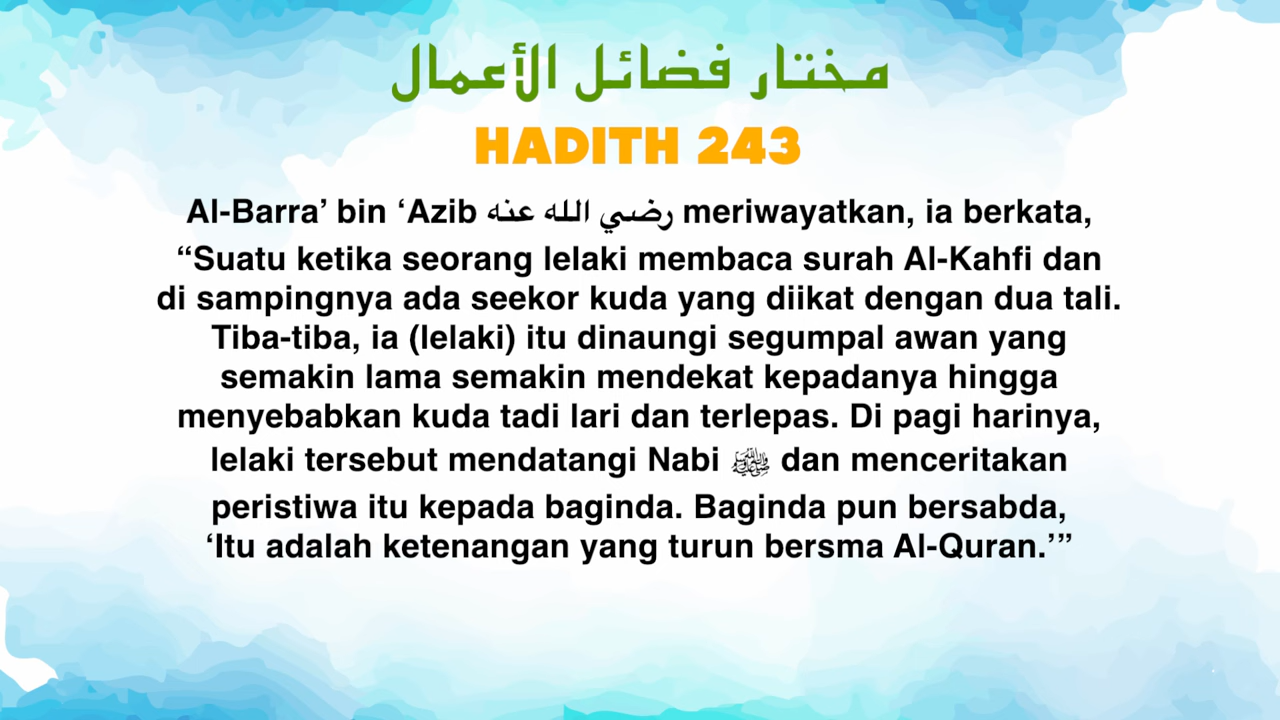 مختار فضائل الأعمال
HADITH 243
Al-Barra’ bin ‘Azib رضي الله عنه meriwayatkan, ia berkata,
“Suatu ketika seorang lelaki membaca surah Al-Kahfi dan
di sampingnya ada seekor kuda yang diikat dengan dua tali.
Tiba-tiba, ia (lelaki) itu dinaungi segumpal awan yang
semakin lama semakin mendekat kepadanya hingga
menyebabkan kuda tadi lari dan terlepas. Di pagi harinya,
lelaki tersebut mendatangi Nabi ﷺ dan menceritakan
peristiwa itu kepada baginda. Baginda pun bersabda,
‘Itu adalah ketenangan yang turun bersma Al-Quran.’”